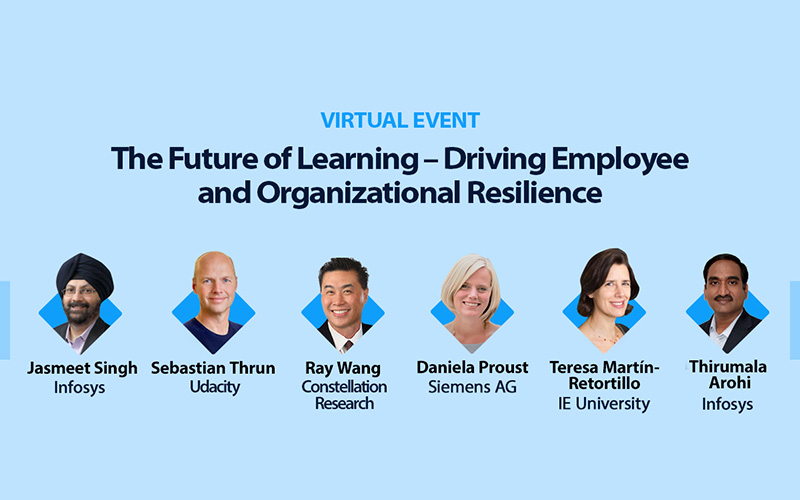 VIRTUAL EVENT
The Future of Learning – Driving Employee
and Organizational Resilience
Jasmeet Singh
Infosys
Sebastian Thrun
Udacity
Ray Wang
Constellation
Research
Daniela Proust
Siemens AG
Teresa Martín-
Retortillo
IE University
Thirumala
Arohi
Infosys